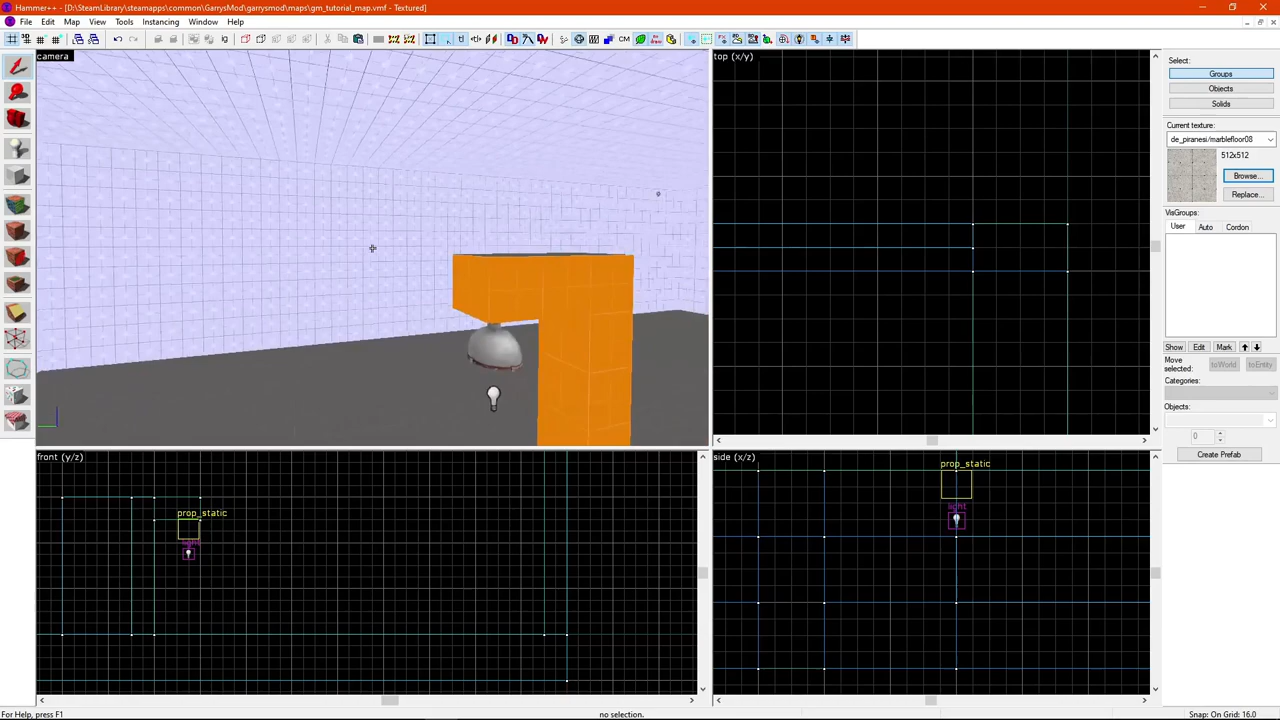 Hammer++ - [D:\SteamLibrary\steamapps\common\GarrysMod\garrysmod\maps\gm_tutorial_map.vmf - Textured]
File Edit Map View Tools Instancing Window Help
CM
camera
top (x/y)
Select:
Groups
Objects
Solids
Current texture:
de_piranesi/marblefloor08
512x512
Browse...
Replace...
VisGroups:
User Auto Cordon
Show Edit Mark
Move selected:
toWorld toEntity
Categories:
Objects:
0
Create Prefab
front (y/z)
prop_static
light
side (x/z)
prop_static
light
For Help, press F1
no selection.
Snap: On Grid: 16.0